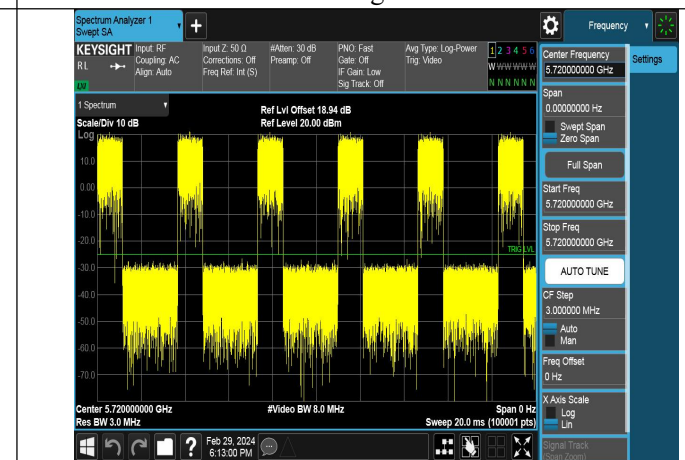 Spectrum Analyzer 1
Swept SA
Frequency
KEYSIGHT
RL
LNI
Input: RF
Coupling: AC
Align: Auto
Input Z: 50 Ω
Corrections: Off
Freq Ref: Int (S)
#Atten: 30 dB
Preamp: Off
PNO: Fast
Gate: Off
IF Gain: Low
Sig Track: Off
Avg Type: Log-Power
Trig: Video
1 2 3 4 5 6
W W W W W W
N N N N N N
1 Spectrum
Scale/Div 10 dB
Ref Lvl Offset 18.94 dB
Ref Level 20.00 dBm
Log
10.0
0.00
-10.0
-20.0
-30.0
-40.0
-50.0
-60.0
-70.0
TRIG LVL
Center 5.720000000 GHz
Res BW 3.0 MHz
#Video BW 8.0 MHz
Span 0 Hz
Sweep 20.0 ms (100001 pts)
Feb 29, 2024
6:13:00 PM
Center Frequency
5.720000000 GHz
Settings
Span
0.00000000 Hz
Swept Span
Zero Span
Full Span
Start Freq
5.720000000 GHz
Stop Freq
5.720000000 GHz
AUTO TUNE
CF Step
3.000000 MHz
Auto
Man
Freq Offset
0 Hz
X Axis Scale
Log
Lin
Signal Track
(Span Zoom)